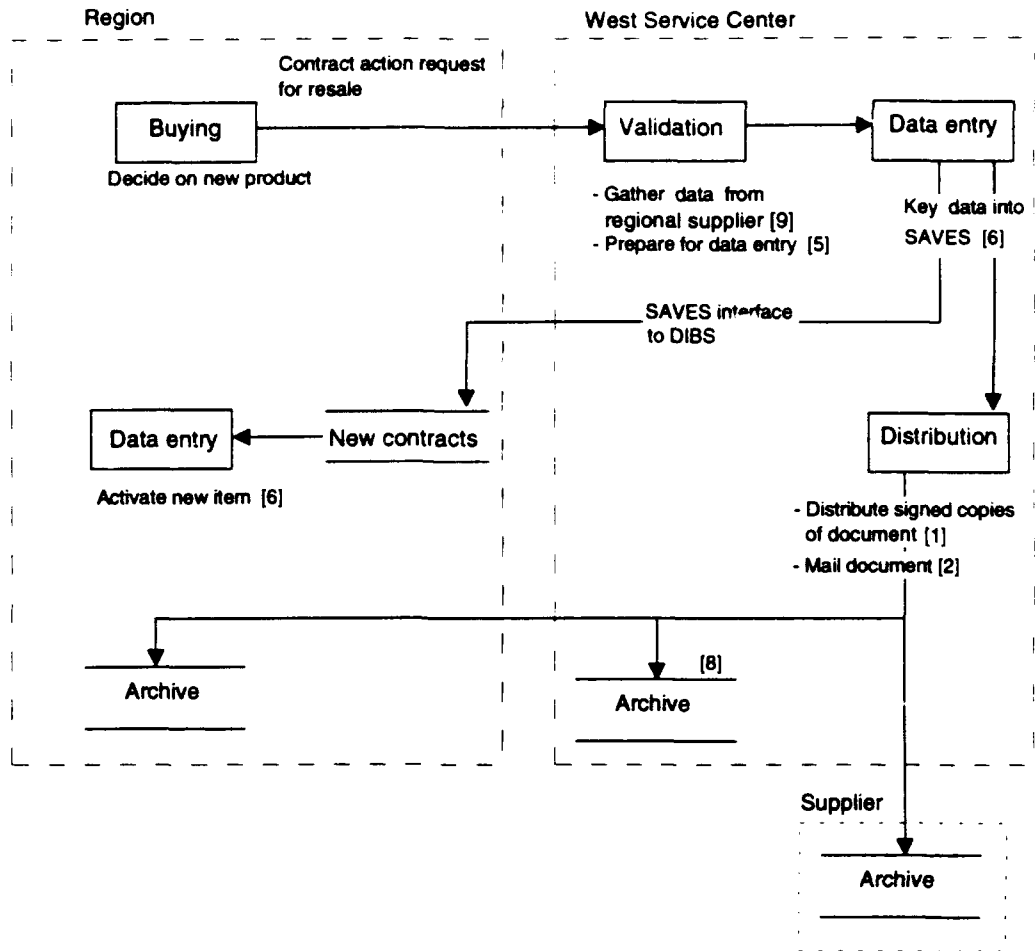 Region
West Service Center
Contract action request
for resale
Buying
Validation
Data entry
Decide on new product
- Gather data from
regional supplier [9]
- Prepare for data entry [5]
Key data into
SAVES [6]
SAVES interface
to DIBS
Data entry
New contracts
Distribution
Activate new item [6]
- Distribute signed copies
of document [1]
- Mail document [2]
Archive
[8]
Archive
Supplier
Archive